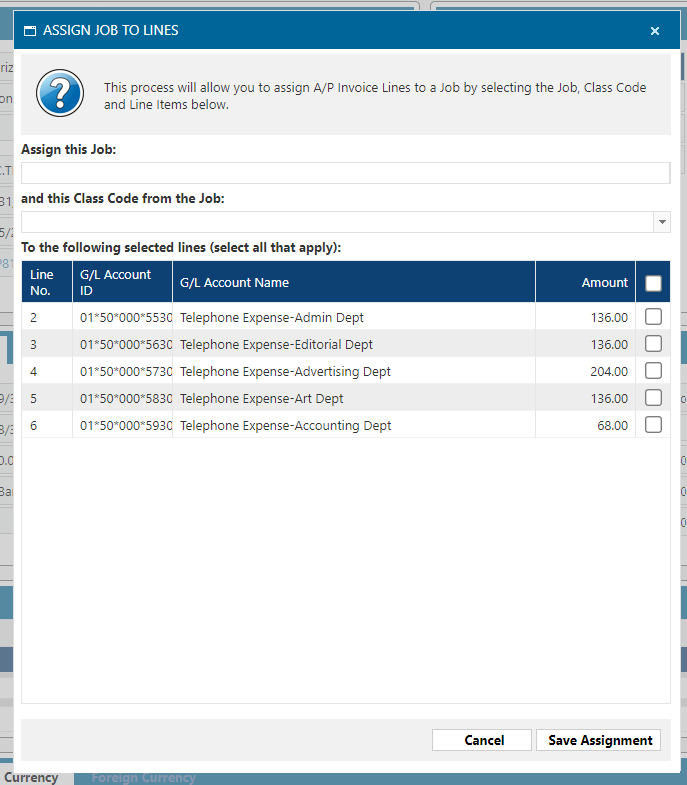 ASSIGN JOB TO LINES
?
This process will allow you to assign A/P Invoice Lines to a Job by selecting the Job, Class Code
and Line Items below.
Assign this Job:
and this Class Code from the Job:
To the following selected lines (select all that apply):
Line No. G/L Account ID G/L Account Name Amount
2 01*50*000*5530 Telephone Expense-Admin Dept 136.00
3 01*50*000*5630 Telephone Expense-Editorial Dept 136.00
4 01*50*000*5730 Telephone Expense-Advertising Dept 204.00
5 01*50*000*5830 Telephone Expense-Art Dept 136.00
6 01*50*000*5930 Telephone Expense-Accounting Dept 68.00
Cancel Save Assignment
Currency Foreign Currency